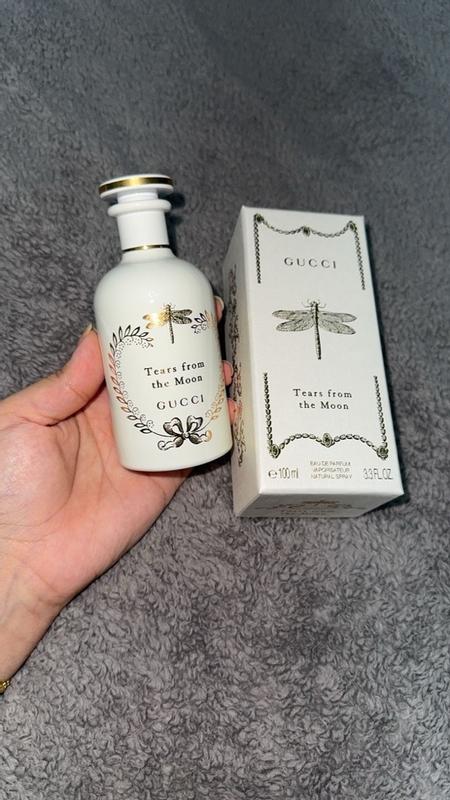 Tears from
the Moon
GUCCI
GUCCI
Tears from
the Moon
℮100 ml
EAU DE PARFUM
VAPORISATEUR
NATURAL SPRAY
3.3 FL.OZ